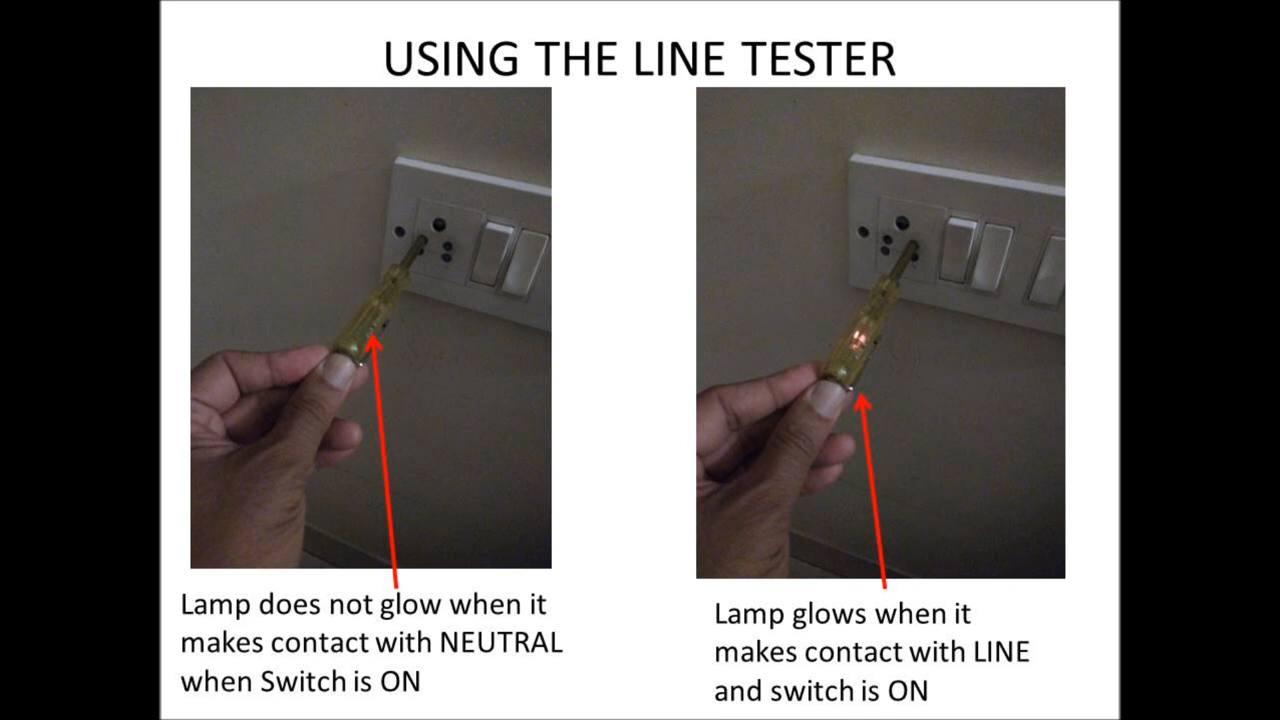 USING THE LINE TESTER
Lamp does not glow when it
makes contact with NEUTRAL
when Switch is ON
Lamp glows when it
makes contact with LINE
and switch is ON